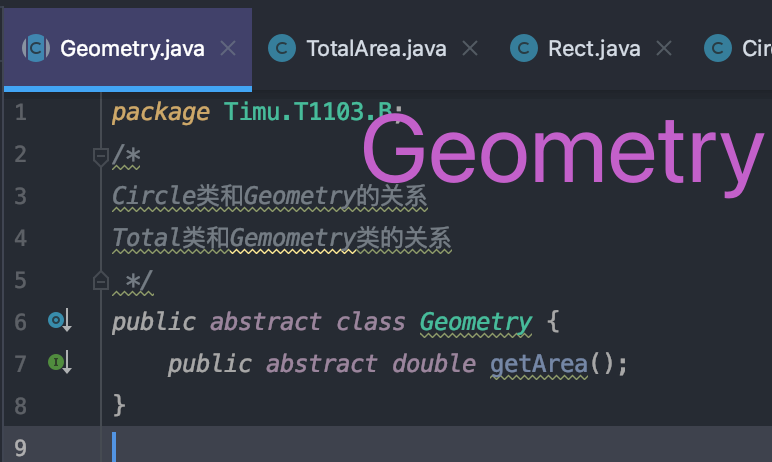 Geometry.java
TotalArea.java
Rect.java
Cir
1 package Timu.T1103.B;
Geometry
2 /*
3 Circle类和Geometry的关系
4 Total类和Gemometry类的关系
5 */
6 public abstract class Geometry {
7 public abstract double getArea();
8 }
9